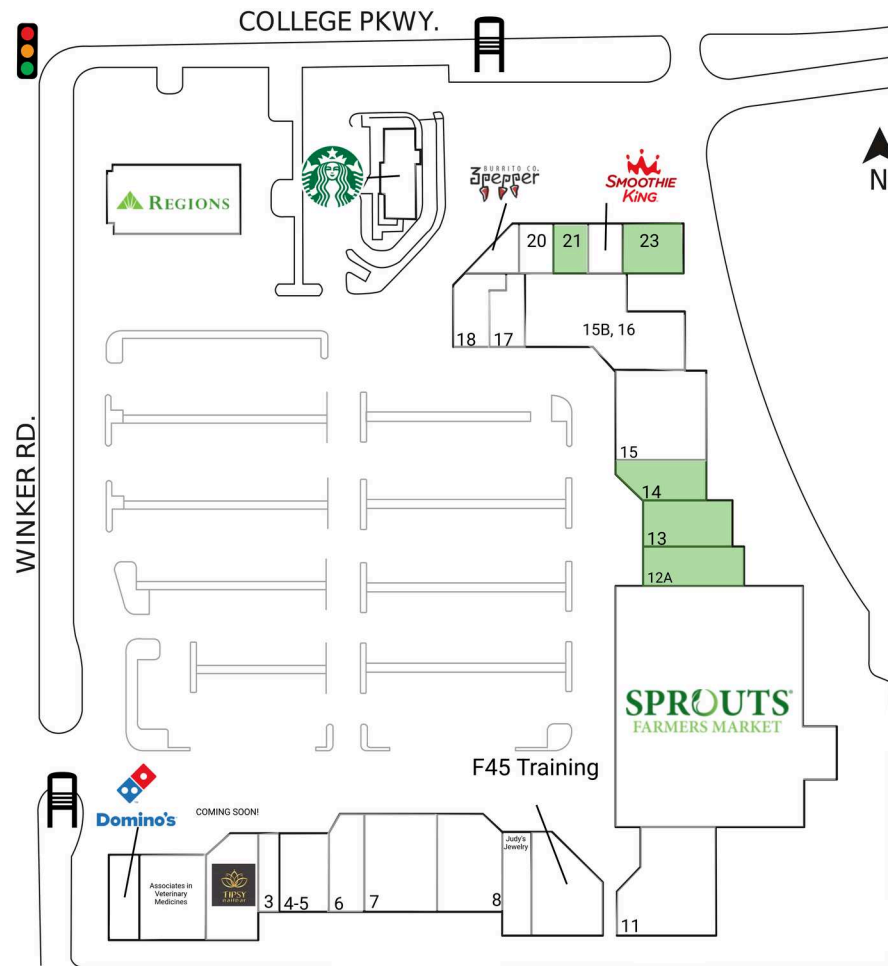 COLLEGE PKWY.
N
REGIONS
BURRITO CO.
3pepper
SMOOTHIE
KiNG
20
21
23
18
17
15B, 16
WINKER RD.
15
14
13
12A
SPROUTS
FARMERS MARKET
F45 Training
Domino's
COMING SOON!
Judy's
Jewelry
Associates in
Veterinary
Medicines
TIPSY
3
4-5
6
7
8
11